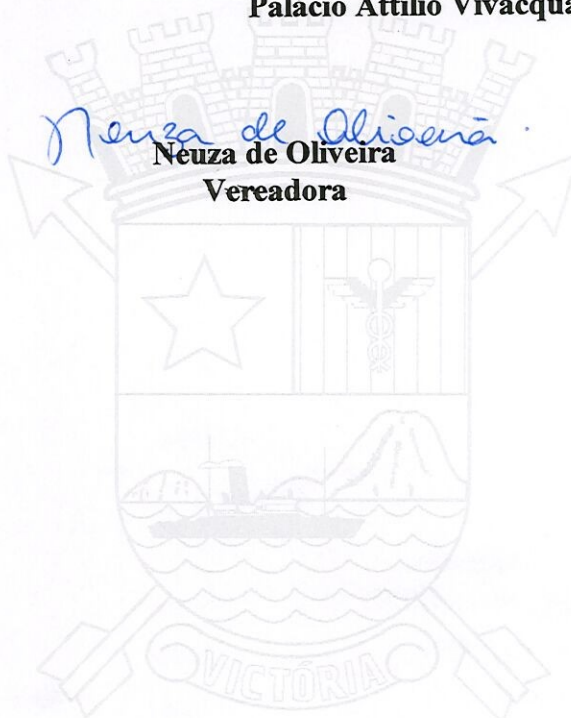 Palácio Attílio Vivacqua
Neuza de Oliveira
Neuza de Oliveira
Vereadora
VICTÓRIA